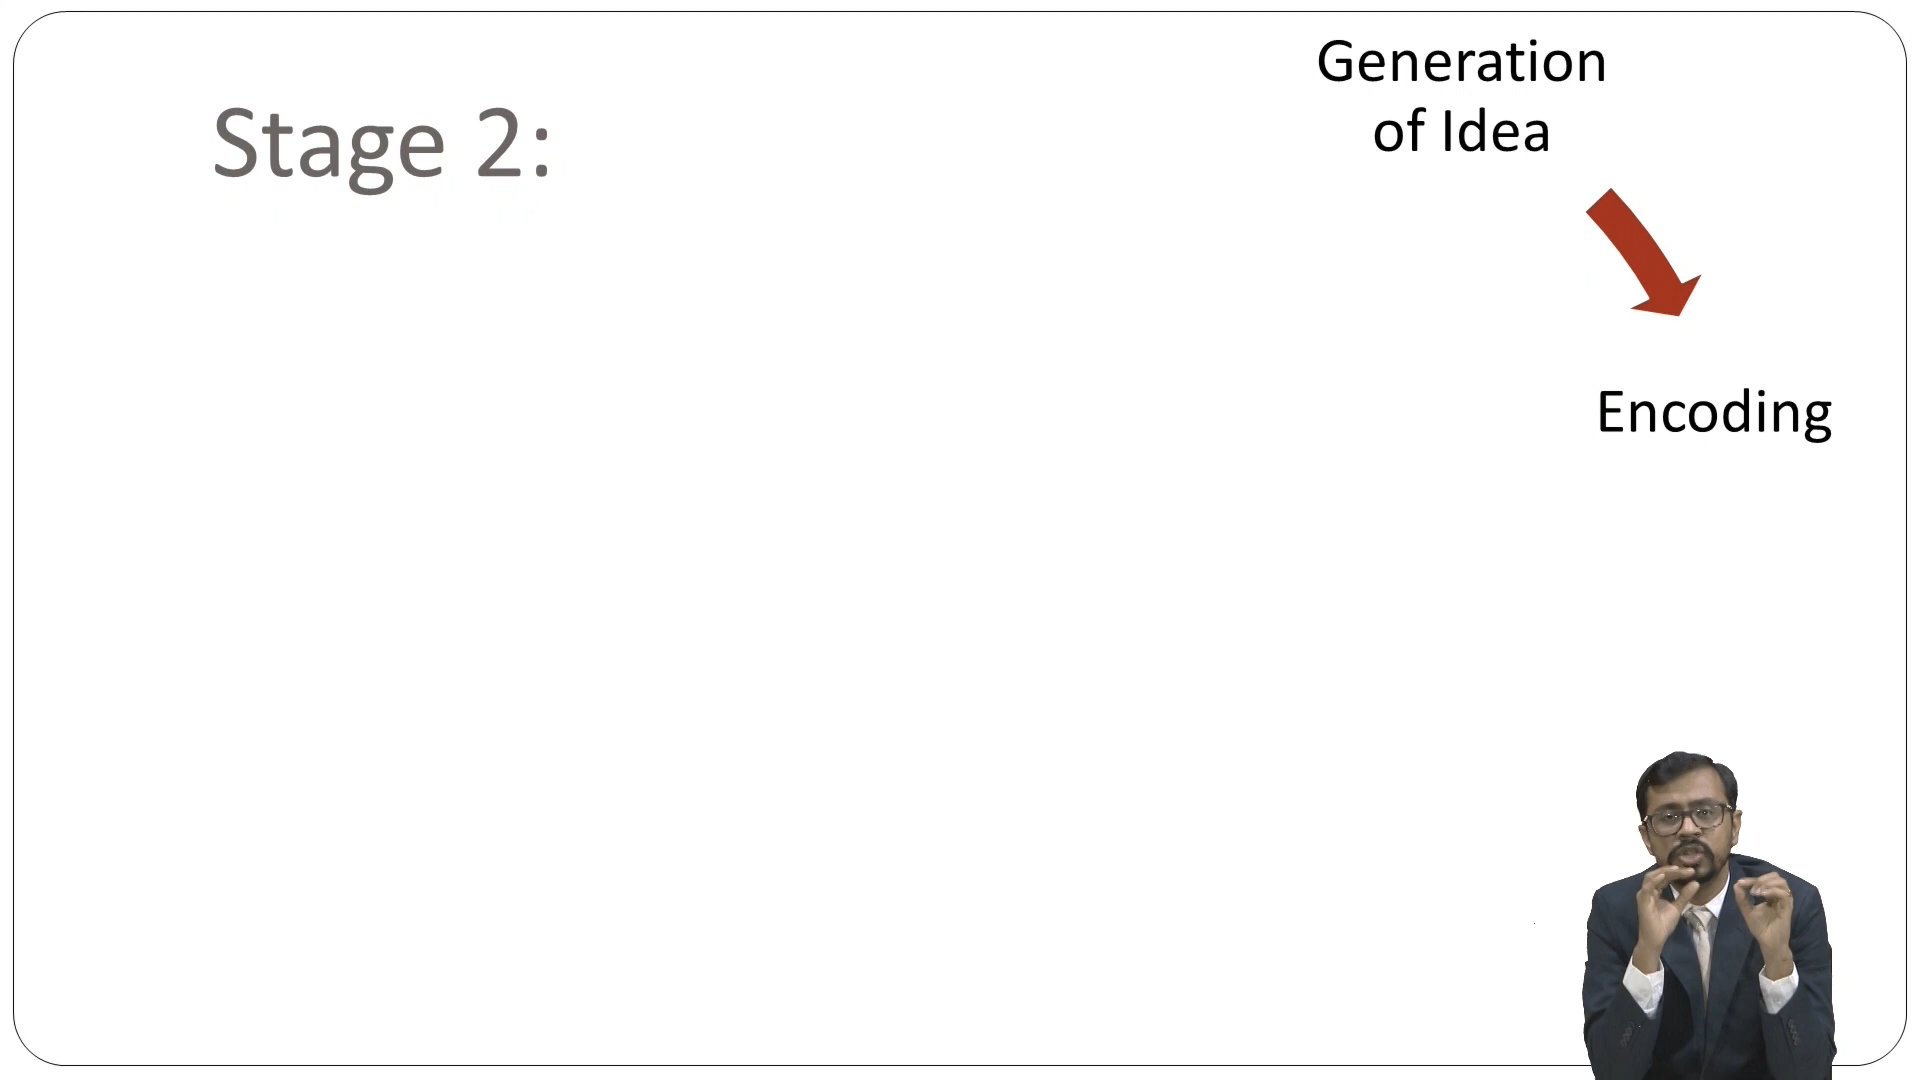 Stage 2:
Generation
of Idea
Encoding